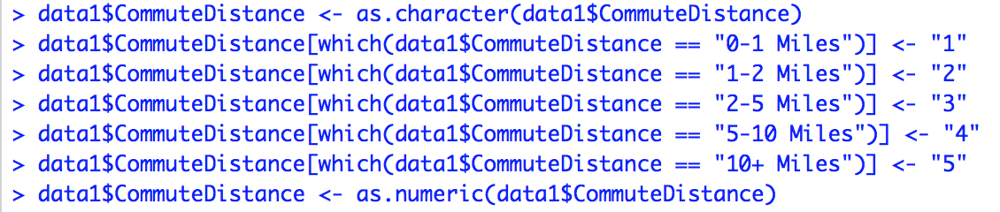 > data1$CommuteDistance <- as.character(data1$CommuteDistance)
> data1$CommuteDistance[which(data1$CommuteDistance == "0-1 Miles")] <- "1"
> data1$CommuteDistance[which(data1$CommuteDistance == "1-2 Miles")] <- "2"
> data1$CommuteDistance[which(data1$CommuteDistance == "2-5 Miles")] <- "3"
> data1$CommuteDistance[which(data1$CommuteDistance == "5-10 Miles")] <- "4"
> data1$CommuteDistance[which(data1$CommuteDistance == "10+ Miles")] <- "5"
> data1$CommuteDistance <- as.numeric(data1$CommuteDistance)